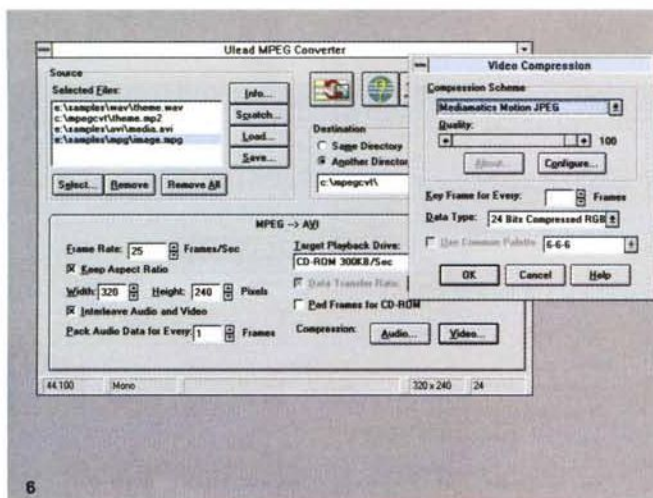 Ulead MPEG Converter
Source
Selected Files:
e:\samples\wav\theme.wav
c:\mpegcvt\theme.mp2
e:\samples\avi\media.avi
e:\samples\mpg\image.mpg
Info...
Scratch...
Load...
Save...
Select...
Remove
Remove All
Destination
Same Directory
Another Director
c:\mpegcvt\
MPEG --> AVI
Frame Rate: 25 Frames/Sec
Keep Aspect Ratio
Width: 320 Height: 240 Pixels
Interleave Audio and Video
Pack Audio Data for Every: 1 Frames
Target Playback Drive:
CD-ROM 300KB/Sec
Data Transfer Rate:
Pad Frames for CD-ROM
Compression: Audio... Video...
44.100 Mono 320 x 240 24
Video Compression
Compression Scheme
Mediamatics Motion JPEG
Quality:
100
About... Configure...
Key Frame for Every: Frames
Data Type: 24 Bits Compressed RGB
Use Common Palette 6-6-6
OK Cancel Help
6